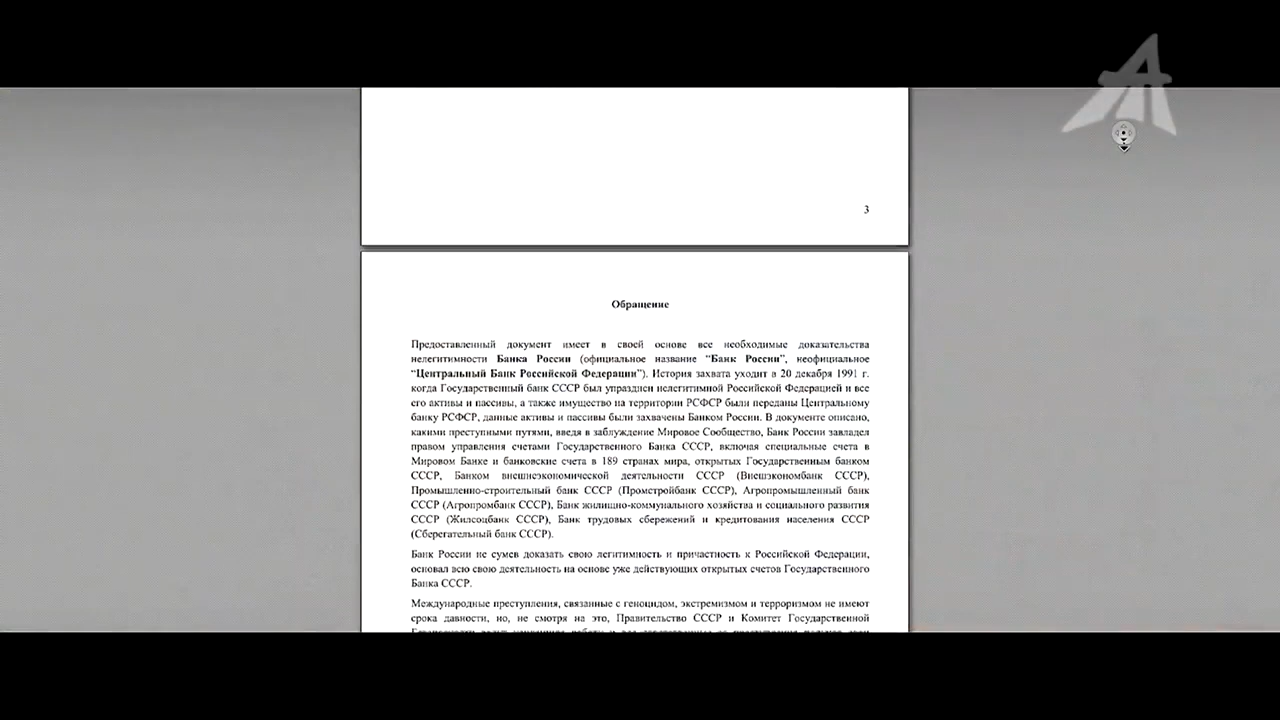 3
Обращение
Предоставленный документ имеет в своей основе все необходимые доказательства
нелегитимности Банка России (официальное название “Банк России”, неофициальное
“Центральный Банк Российской Федерации”). История захвата уходит в 20 декабря 1991 г.
когда Государственный банк СССР был упразднен нелегитимной Российской Федерацией и все
его активы и пассивы, а также имущество на территории РСФСР были переданы Центральному
банку РСФСР, данные активы и пассивы были захвачены Банком России. В документе описано,
какими преступными путями, введя в заблуждение Мировое Сообщество, Банк России завладел
правом управления счетами Государственного Банка СССР, включая специальные счета в
Мировом Банке и банковские счета в 189 странах мира, открытых Государственным банком
СССР, Банком внешнеэкономической деятельности СССР (Внешэкономбанк СССР),
Промышленно-строительный банк СССР (Промстройбанк СССР), Агропромышленный банк
СССР (Агропромбанк СССР), Банк жилищно-коммунального хозяйства и социального развития
СССР (Жилсоцбанк СССР), Банк трудовых сбережений и кредитования населения СССР
(Сберегательный банк СССР).
Банк России не сумев доказать свою легитимность и причастность к Российской Федерации,
основал всю свою деятельность на основе уже действующих открытых счетов Государственного
Банка СССР.
Международные преступления, связанные с геноцидом, экстремизмом и терроризмом не имеют
срока давности, но, не смотря на это, Правительство СССР и Комитет Государственной